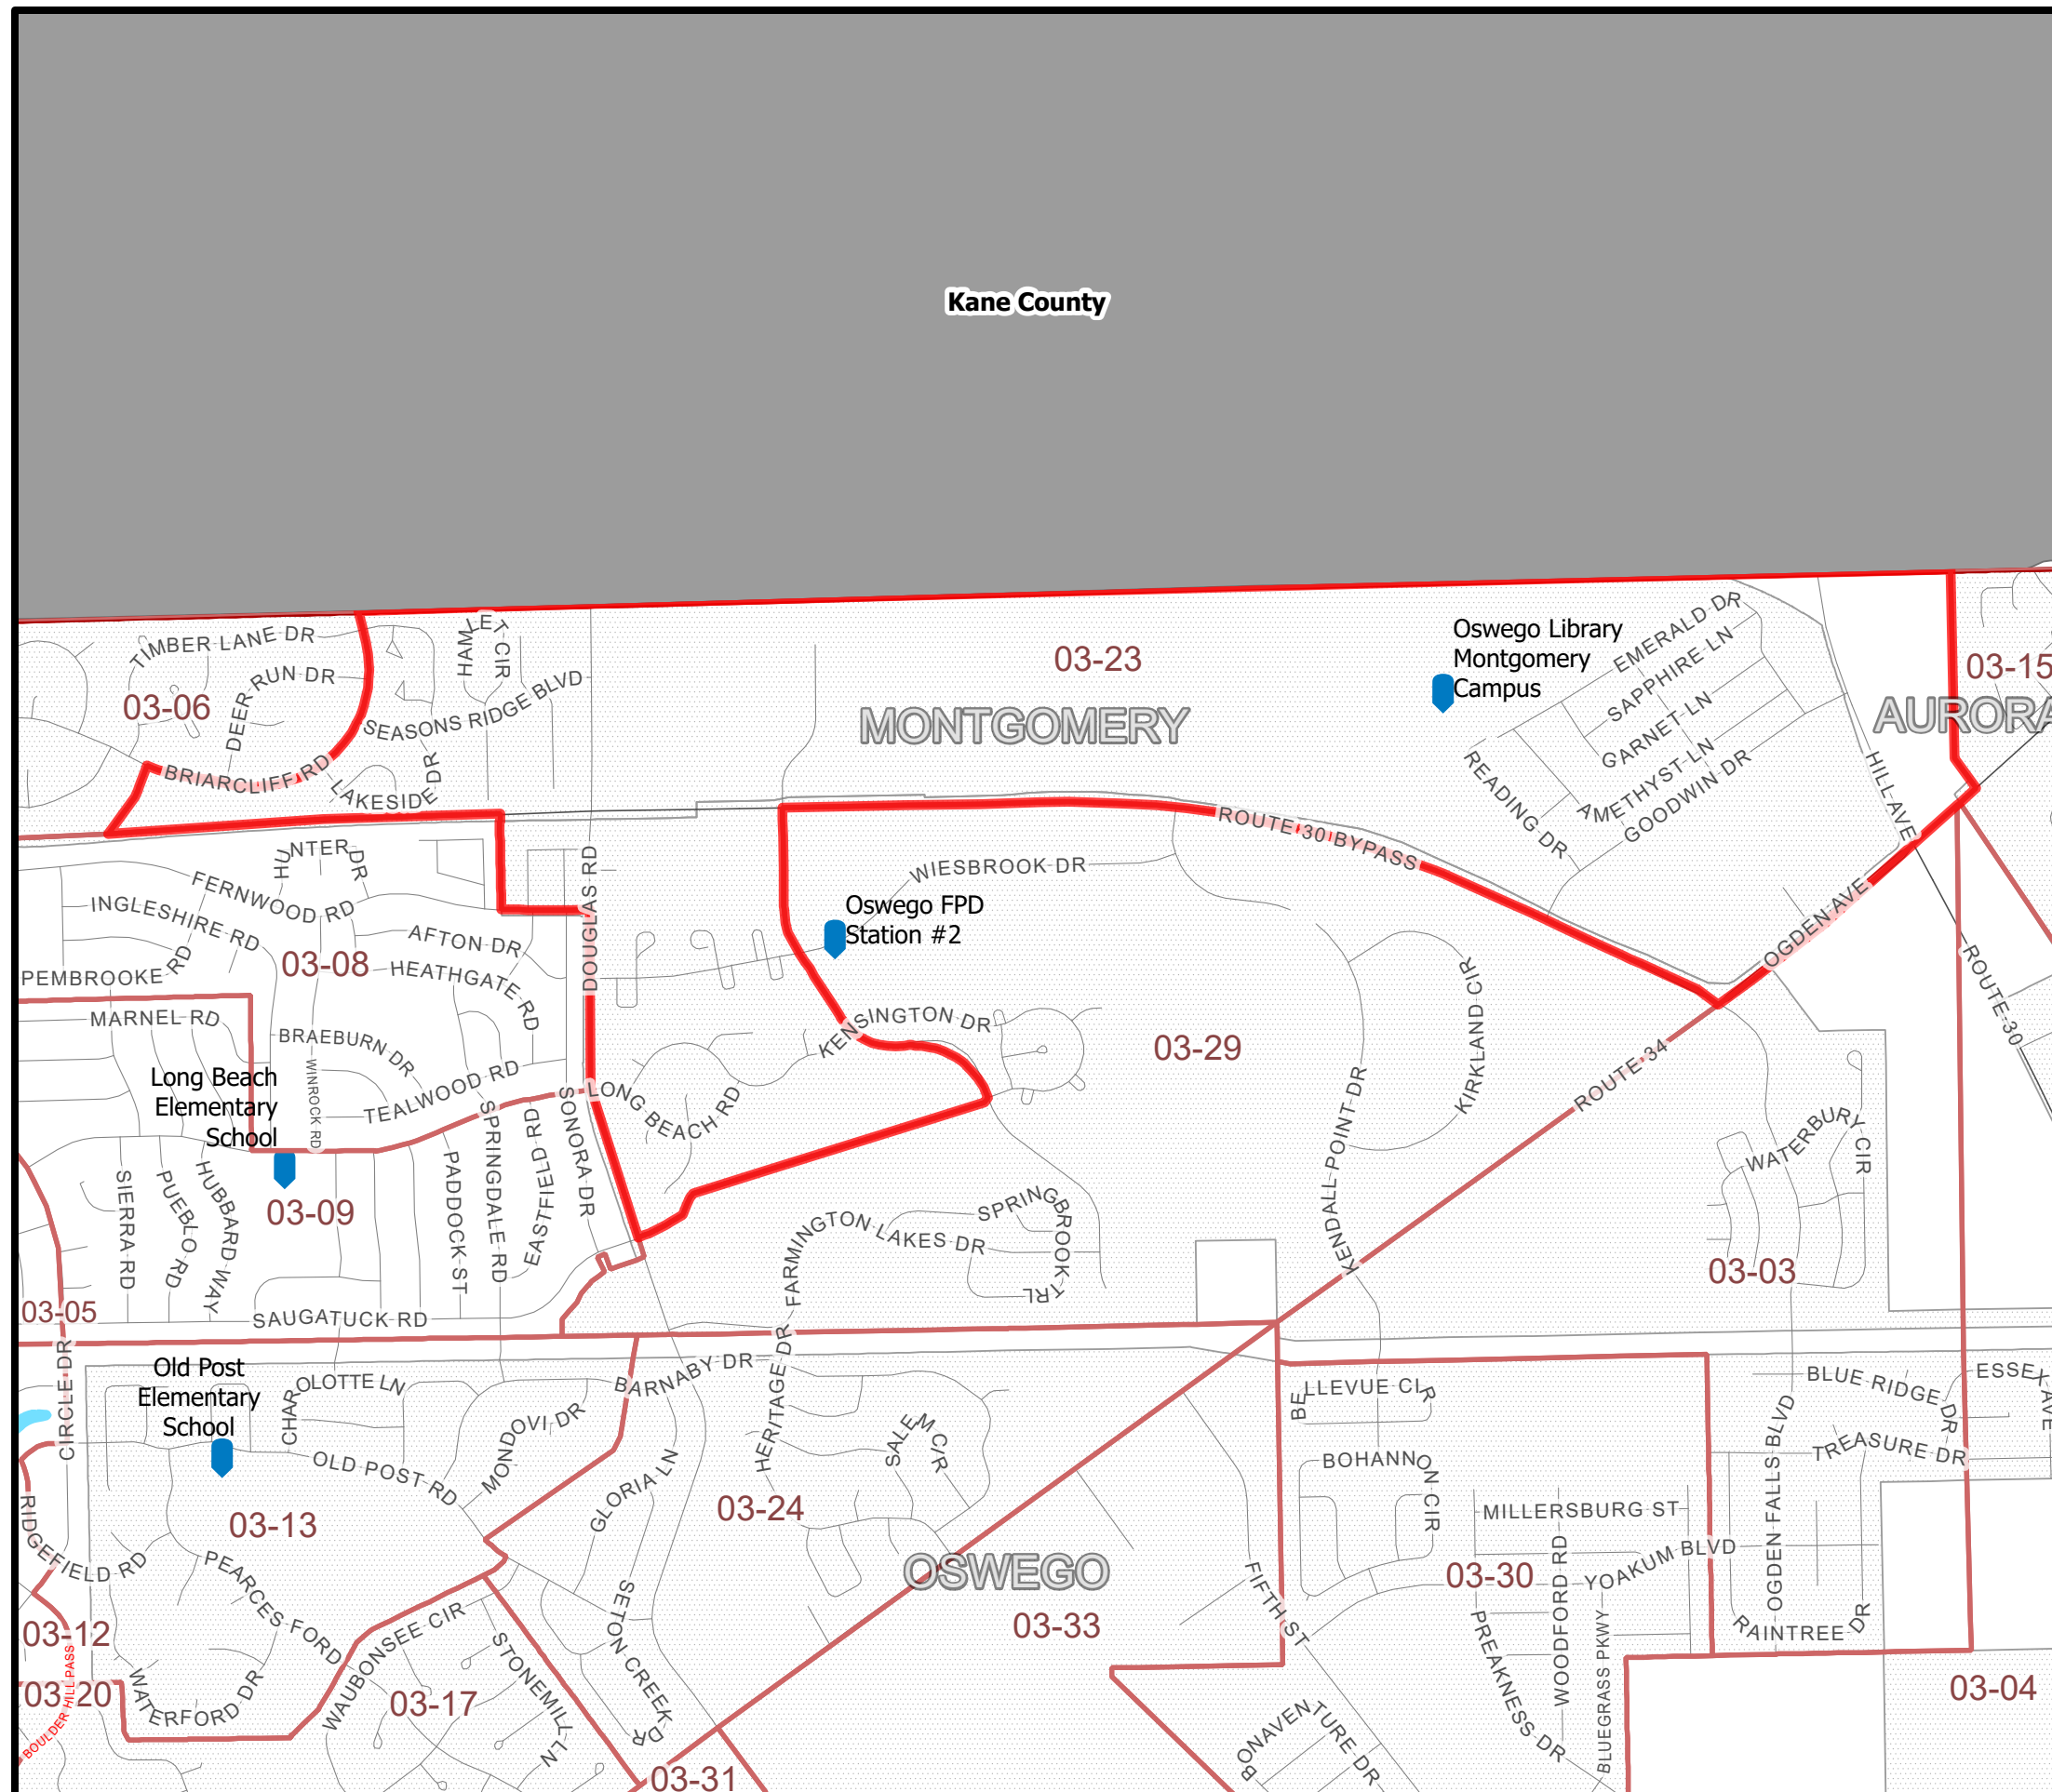 Kane County
TIMBER LANE DR
HAMLET CIR
EMERALD DR
Oswego Library
Montgomery
Campus
SAPPHIRE LN
03-23
03-15
DEER RUN DR
03-06
SEASONS RIDGE BLVD
MONTGOMERY
AURORA
GARNET LN
AMETHYST LN
GOODWIN DR
READING DR
HILL AVE
BRIARCLIFF RD
LAKESIDE DR
ROUTE 30 BYPASS
HUNTER DR
WIESBROOK DR
FERNWOOD RD
INGLESHIRE RD
DOUGLAS RD
Oswego FPD
Station #2
OGDEN AVE
AFTON DR
03-08
HEATHGATE RD
PEMBROOKE RD
ROUTE 30
KIRKLAND CIR
MARNEL RD
KENSINGTON DR
BRAEBURN DR
03-29
WINROCK RD
ROUTE 34
Long Beach
Elementary
School
TEALWOOD RD
LONG BEACH RD
SONORA DR
SPRINGDALE RD
EASTFIELD RD
PADDOCK ST
KENDALL POINT DR
WATERBURY CIR
SIERRA RD
PUEBLO RD
HUBBARD WAY
03-09
SPRINGBROOK TRL
FARMINGTON LAKES DR
03-03
03-05
SAUGATUCK RD
CIRCLE DR
Old Post
Elementary
School
CHAROLOTTE LN
BARNABY DR
HERITAGE DR
BELLEVUE CIR
BLUE RIDGE DR
ESSEX AVE
MONDOVI DR
SALEM CIR
OLD POST RD
GLORIA LN
BOHANNON CIR
OGDEN FALLS BLVD
TREASURE DR
03-24
MILLERSBURG ST
03-13
RIDGEFIELD RD
PEARCES FORD
OSWEGO
FIFTH ST
03-30
YOAKUM BLVD
WOODFORD RD
RAINTREE DR
03-12
WAUBONSEE CIR
SETON CREEK DR
03-33
PREAKNESS DR
BLUEGRASS PKWY
STONEMILL LN
03-20
BOULDER HILL PASS
WATERFORD DR
03-17
03-04
BONAVENTURE DR
03-31